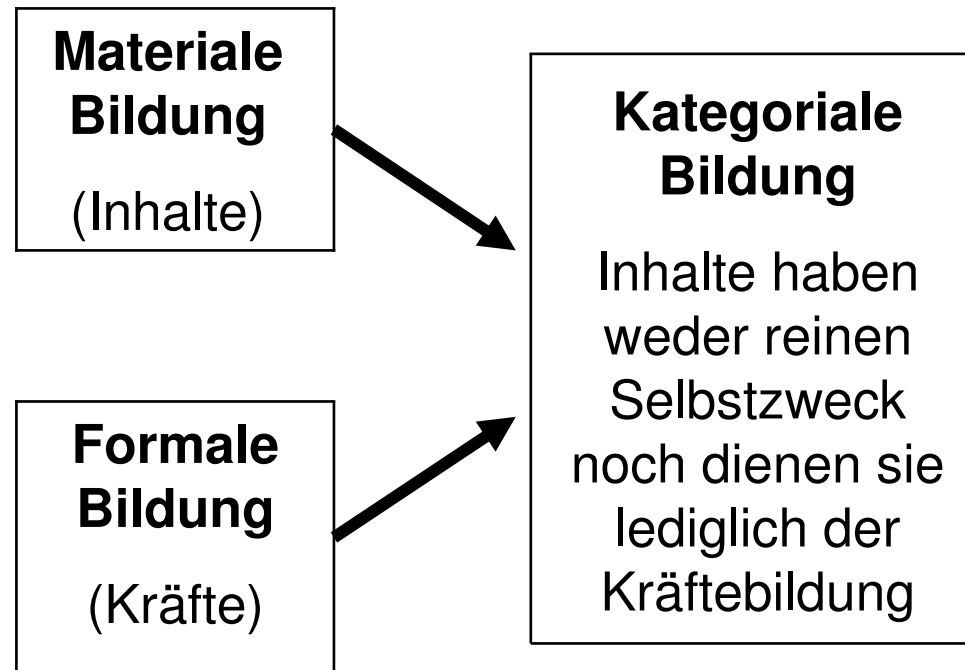 Materiale
Bildung
(Inhalte)
Formale
Bildung
(Kräfte)
Kategoriale
Bildung
Inhalte haben
weder reinen
Selbstzweck
noch dienen sie
lediglich der
Kräftebildung